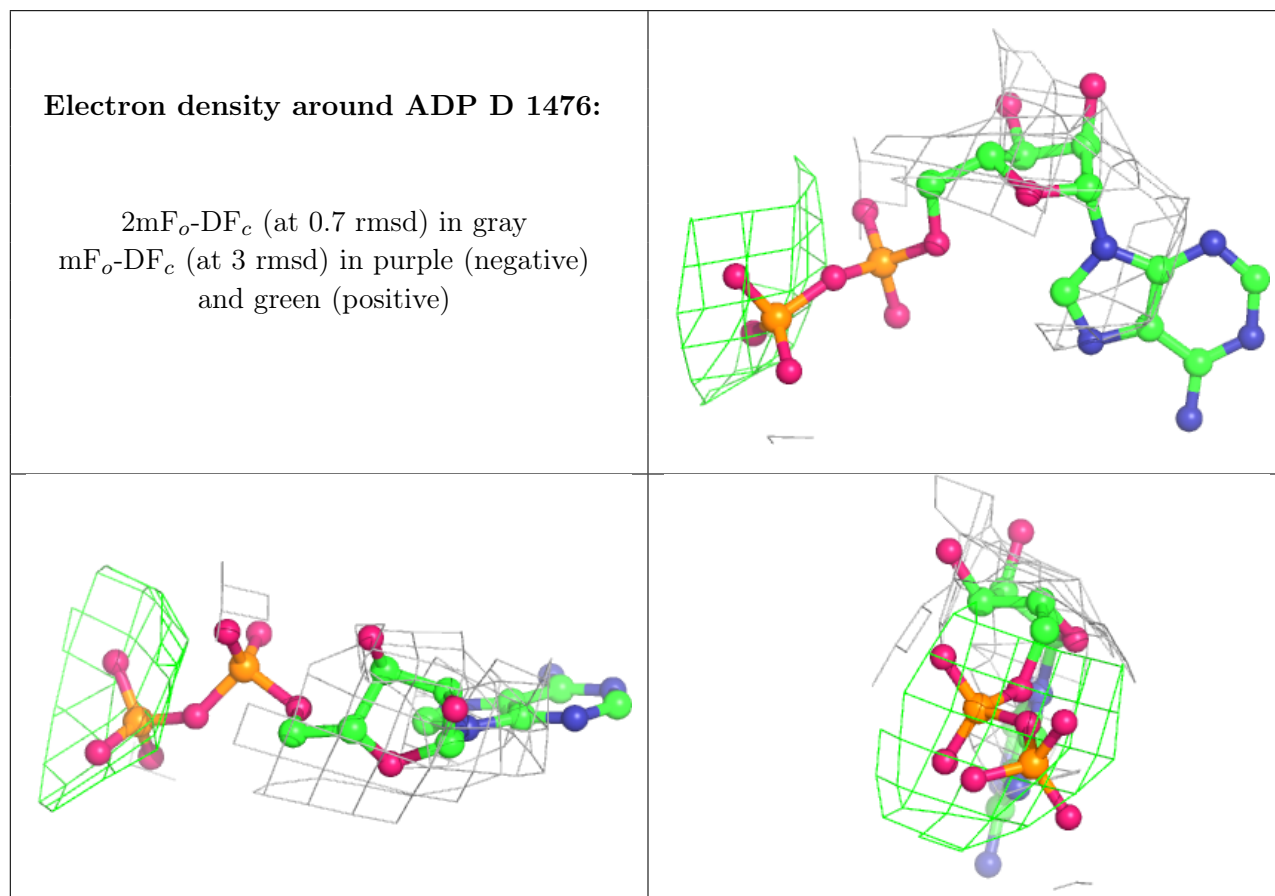 Electron density around ADP D 1476:
2mFo-DFc (at 0.7 rmsd) in gray
mFo-DFc (at 3 rmsd) in purple (negative)
and green (positive)